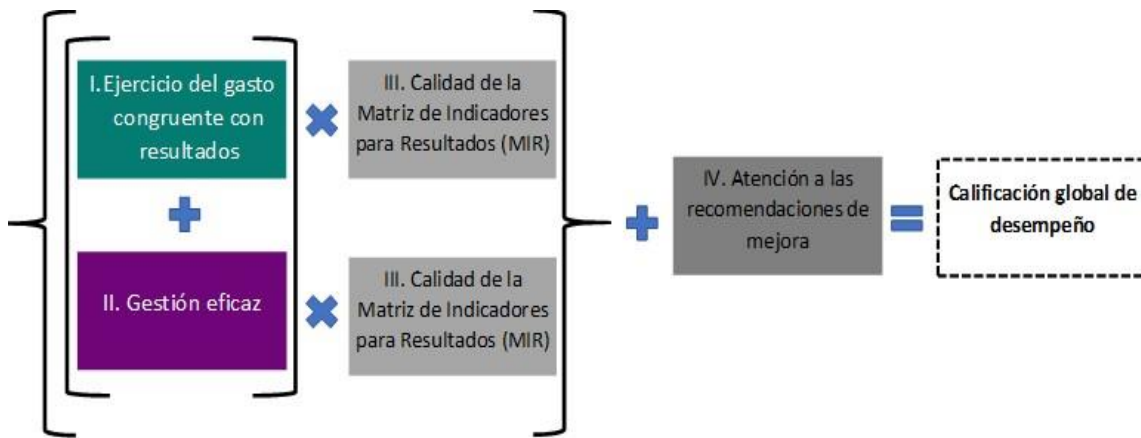 I. Ejercicio del gasto
congruente con
resultados
III. Calidad de la
Matriz de Indicadores
para Resultados (MIR)
II. Gestión eficaz
III. Calidad de la
Matriz de Indicadores
para Resultados (MIR)
IV. Atención a las
recomendaciones de
mejora
Calificación global de
desempeño